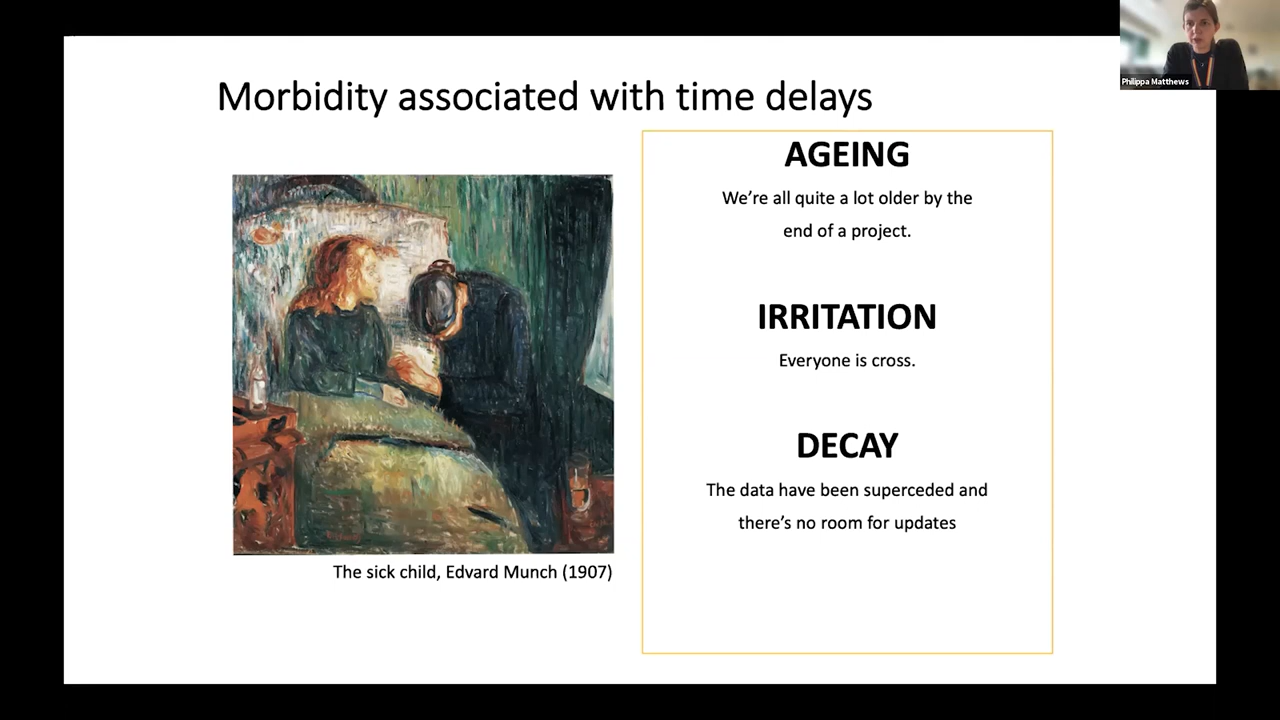 Philippa Matthews
Morbidity associated with time delays
AGEING
We're all quite a lot older by the
end of a project.
IRRITATION
Everyone is cross.
DECAY
The data have been superceded and
there's no room for updates
The sick child, Edvard Munch (1907)